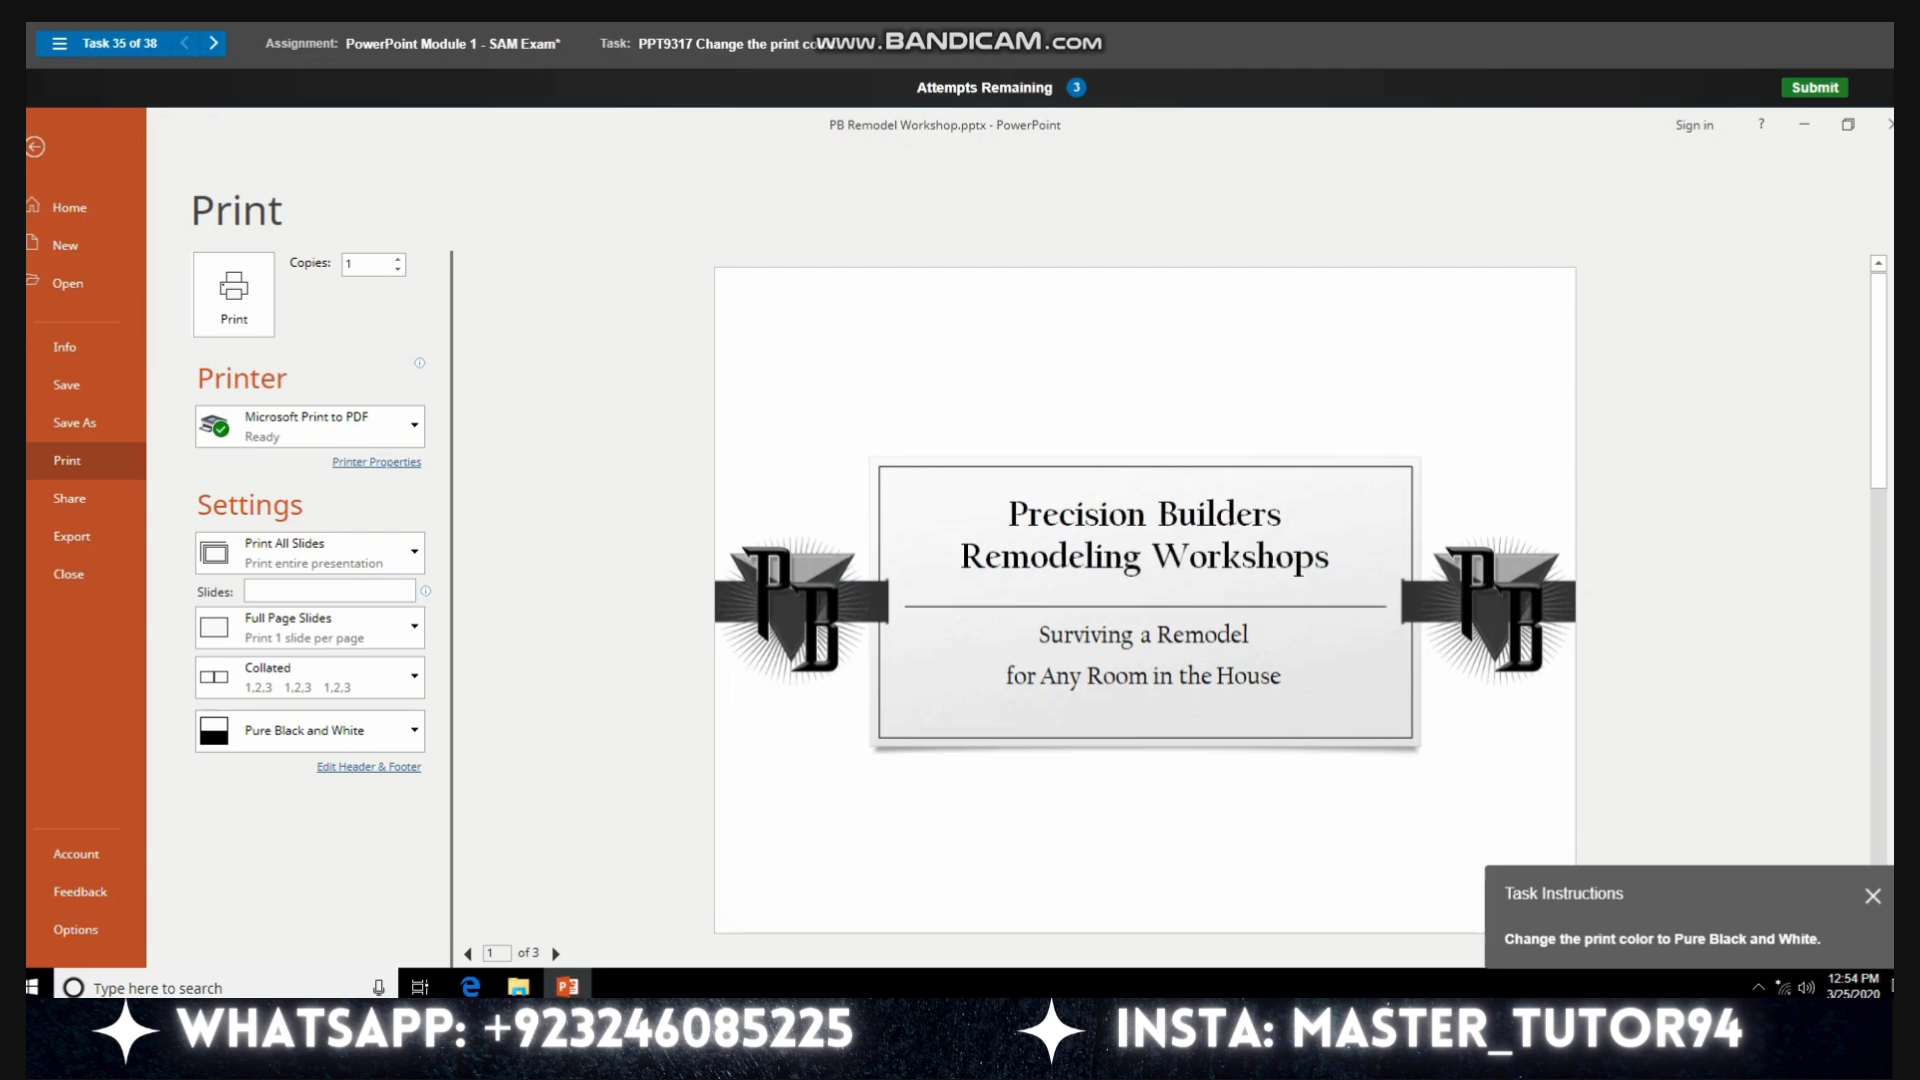 Task 35 of 38
Assignment: PowerPoint Module 1 - SAM Exam*
Task: PPT9317 Change the print co
WWW.BANDICAM.COM
Attempts Remaining 3
Submit
PB Remodel Workshop.pptx - PowerPoint
Sign in
?
Home
New
Open
Info
Save
Save As
Print
Share
Export
Close
Account
Feedback
Options
Print
Print
Copies: 1
Printer
Microsoft Print to PDF
Ready
Printer Properties
Settings
Print All Slides
Print entire presentation
Slides:
Full Page Slides
Print 1 slide per page
Collated
1,2,3 1,2,3 1,2,3
Pure Black and White
Edit Header & Footer
Precision Builders
Remodeling Workshops
Surviving a Remodel
for Any Room in the House
PB
PB
1 of 3
Task Instructions
Change the print color to Pure Black and White.
Type here to search
12:54 PM
3/25/2020
WHATSAPP: +923246085225
INSTA: MASTER_TUTOR94